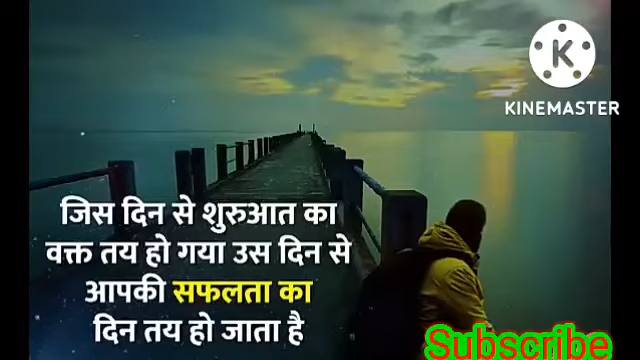 KINEMASTER
जिस दिन से शुरुआत का
वक्त तय हो गया उस दिन से
आपकी सफलता का
दिन तय हो जाता है
Subscribe